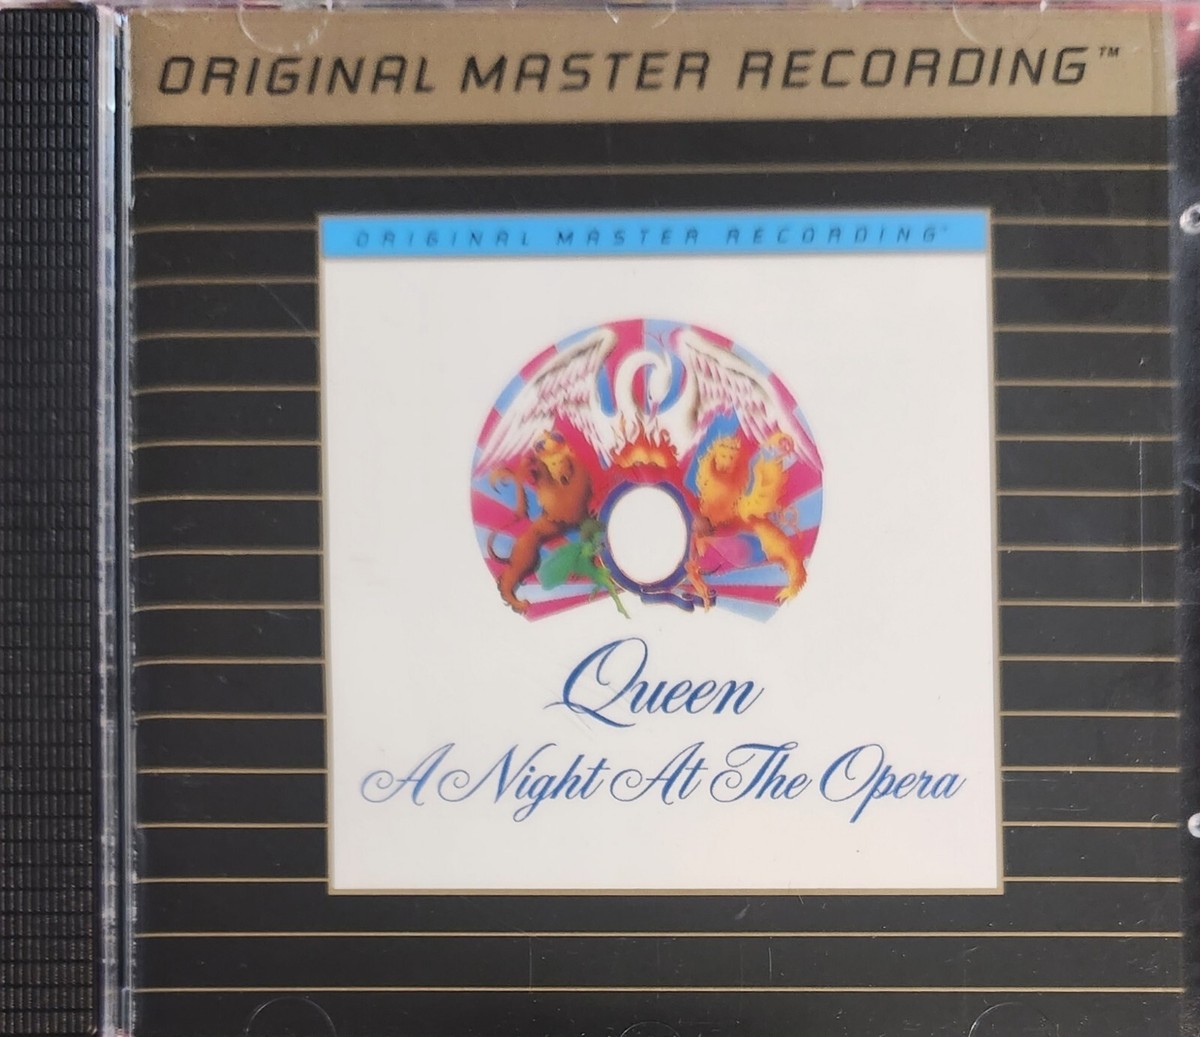 ORIGINAL MASTER RECORDING™
ORIGINAL MASTER RECORDING
Queen
A Night At The Opera